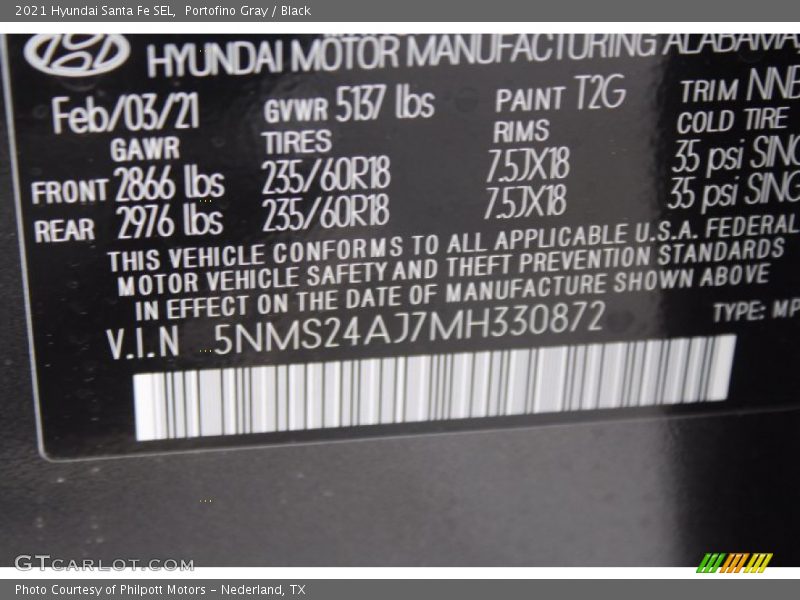 2021 Hyundai Santa Fe SEL, Portofino Gray / Black
HYUNDAI MOTOR MANUFACTURING ALABAMA
Feb/03/21 GVWR 5137 lbs PAINT T2G TRIM NNB
GAWR TIRES RIMS COLD TIRE
FRONT 2866 lbs 235/60R18 7.5JX18 35 psi SING
REAR 2976 lbs 235/60R18 7.5JX18 35 psi SING
THIS VEHICLE CONFORMS TO ALL APPLICABLE U.S.A. FEDERAL
MOTOR VEHICLE SAFETY AND THEFT PREVENTION STANDARDS
IN EFFECT ON THE DATE OF MANUFACTURE SHOWN ABOVE
V.I.N 5NMS24AJ7MH330872 TYPE: MP
GTCARLOT.COM
Photo Courtesy of Philpott Motors - Nederland, TX